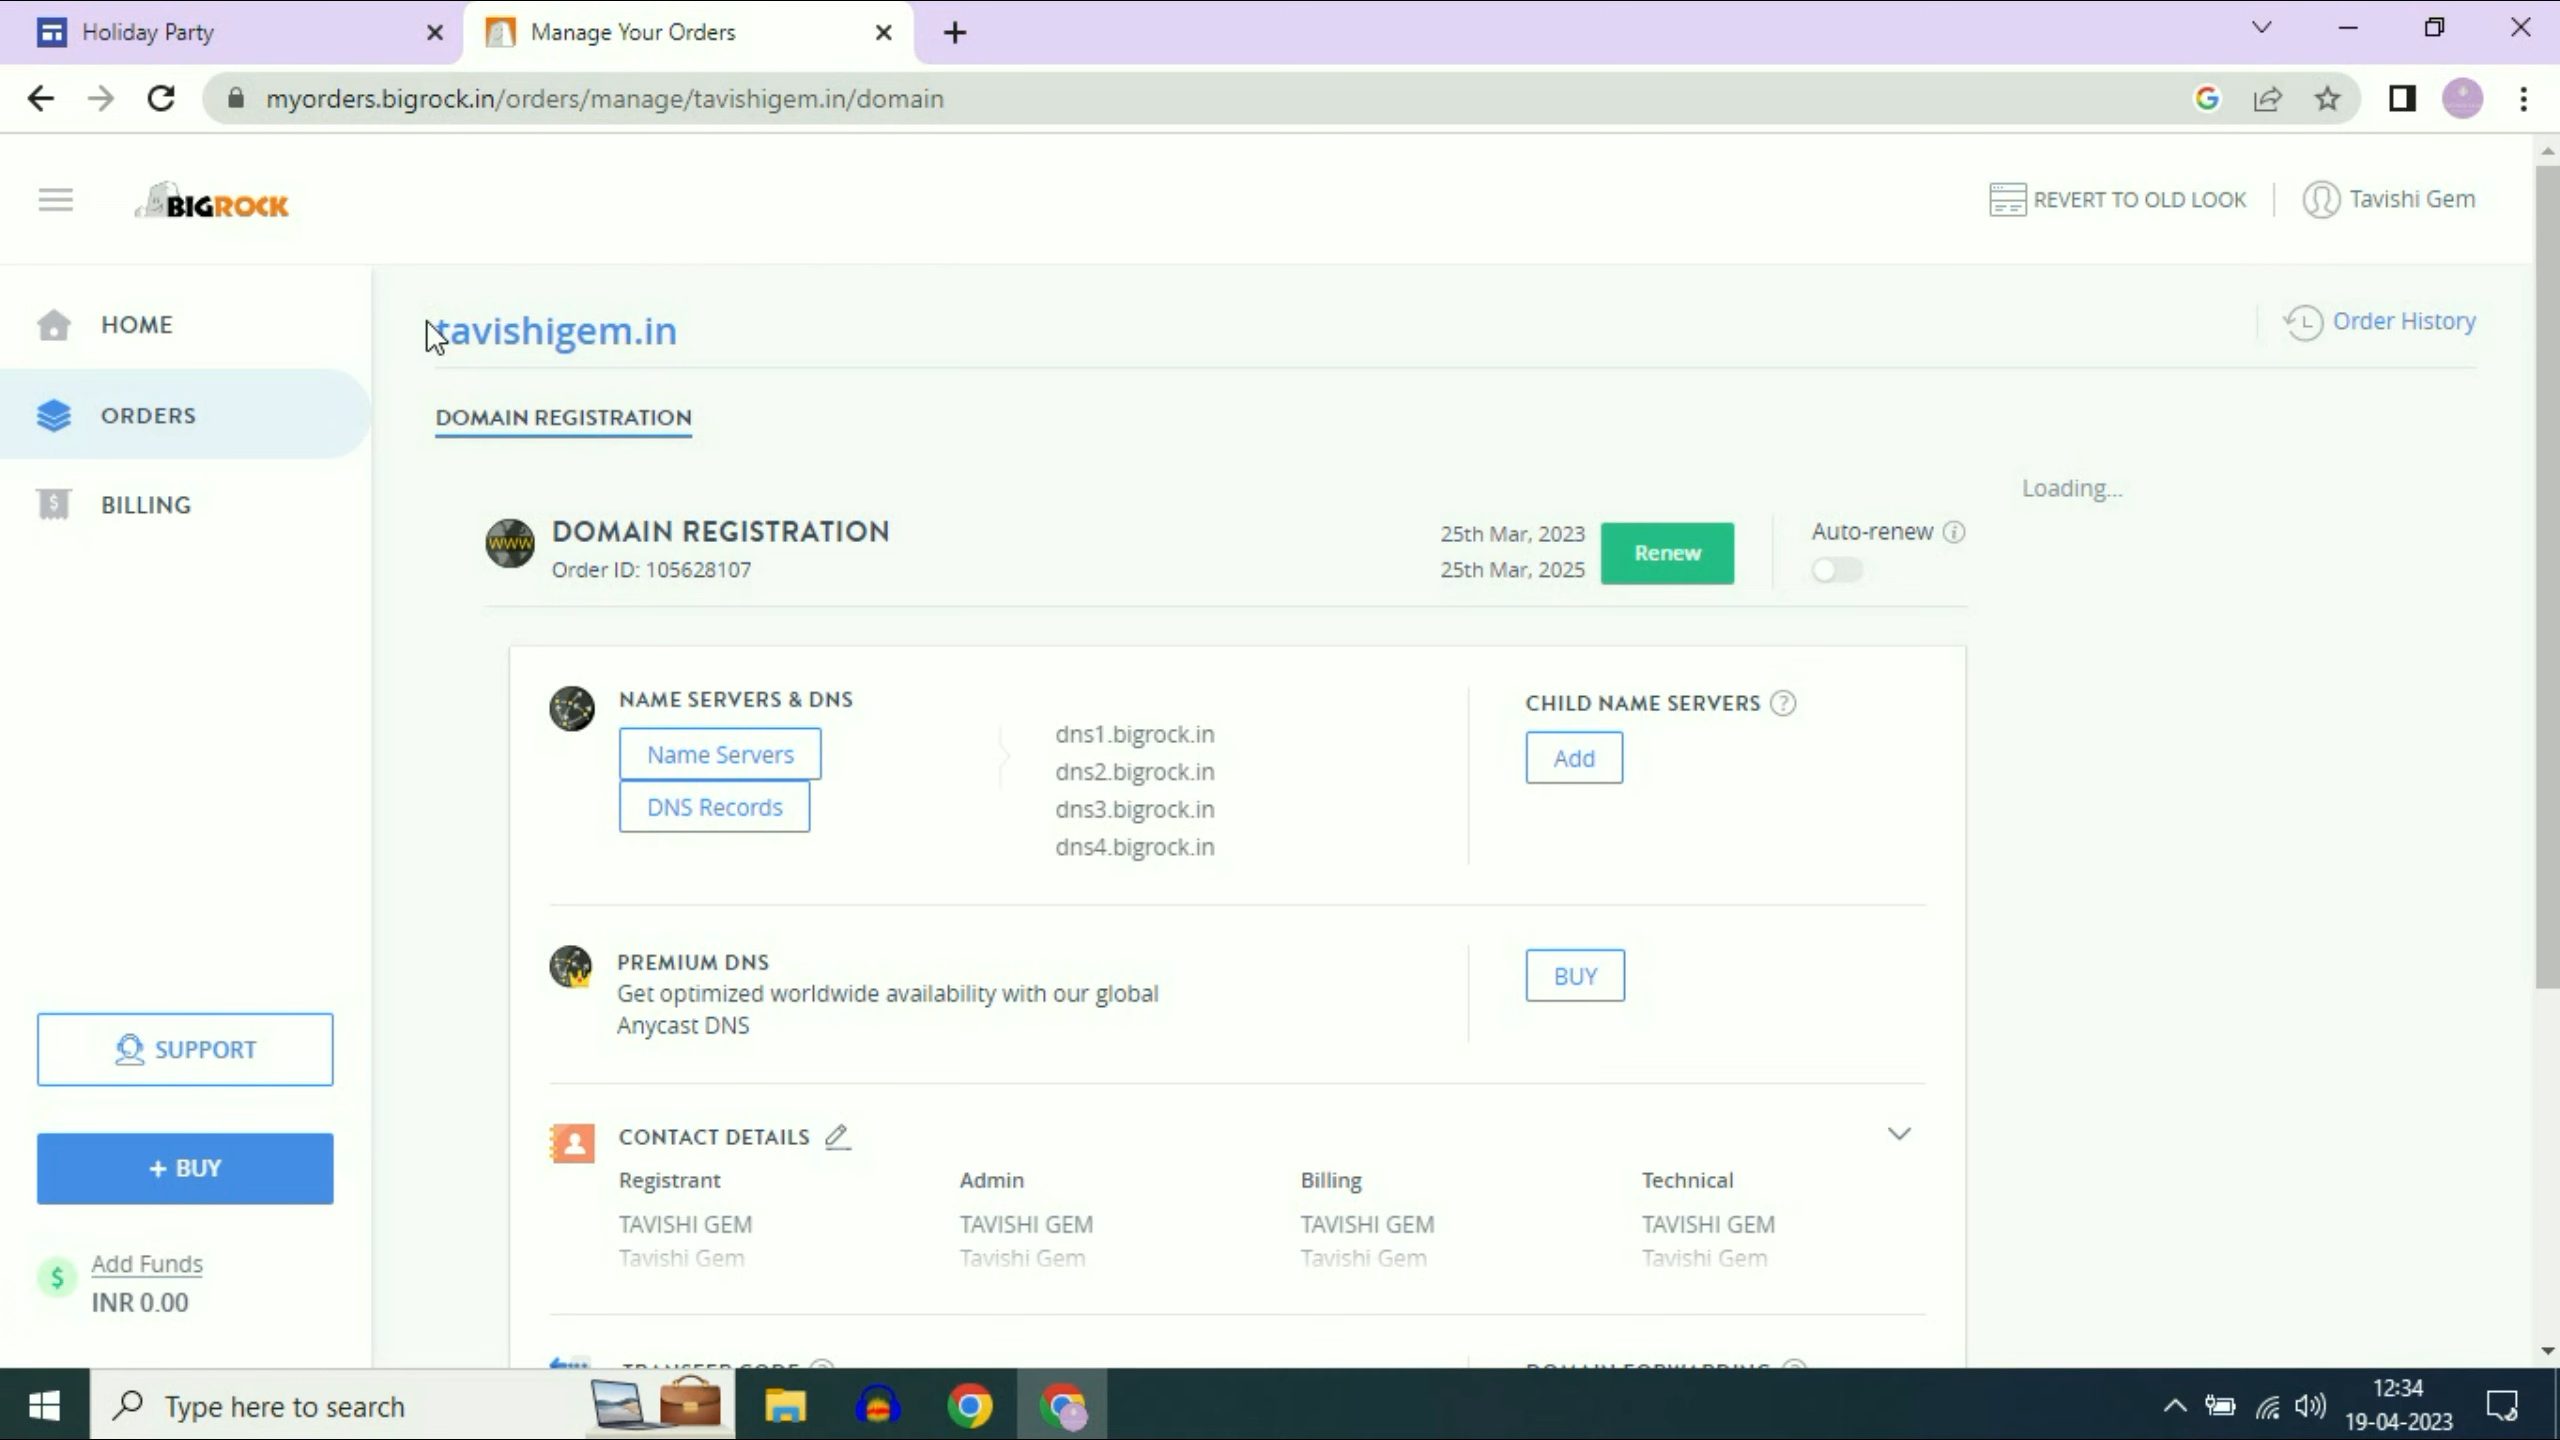 Holiday Party
Manage Your Orders
myorders.bigrock.in/orders/manage/tavishigem.in/domain
BIGROCK
REVERT TO OLD LOOK
Tavishi Gem
HOME
ORDERS
BILLING
tavishigem.in
Order History
DOMAIN REGISTRATION
Loading...
WWW
DOMAIN REGISTRATION
Order ID: 105628107
25th Mar, 2023
25th Mar, 2025
Renew
Auto-renew
NAME SERVERS & DNS
Name Servers
DNS Records
dns1.bigrock.in
dns2.bigrock.in
dns3.bigrock.in
dns4.bigrock.in
CHILD NAME SERVERS ?
Add
PREMIUM DNS
Get optimized worldwide availability with our global
Anycast DNS
BUY
CONTACT DETAILS
Registrant Admin Billing Technical
TAVISHI GEM TAVISHI GEM TAVISHI GEM TAVISHI GEM
Tavishi Gem Tavishi Gem Tavishi Gem Tavishi Gem
TRANSFER CODE
DOMAIN FORWARDING
SUPPORT
+ BUY
$ Add Funds
INR 0.00
Type here to search
12:34
19-04-2023